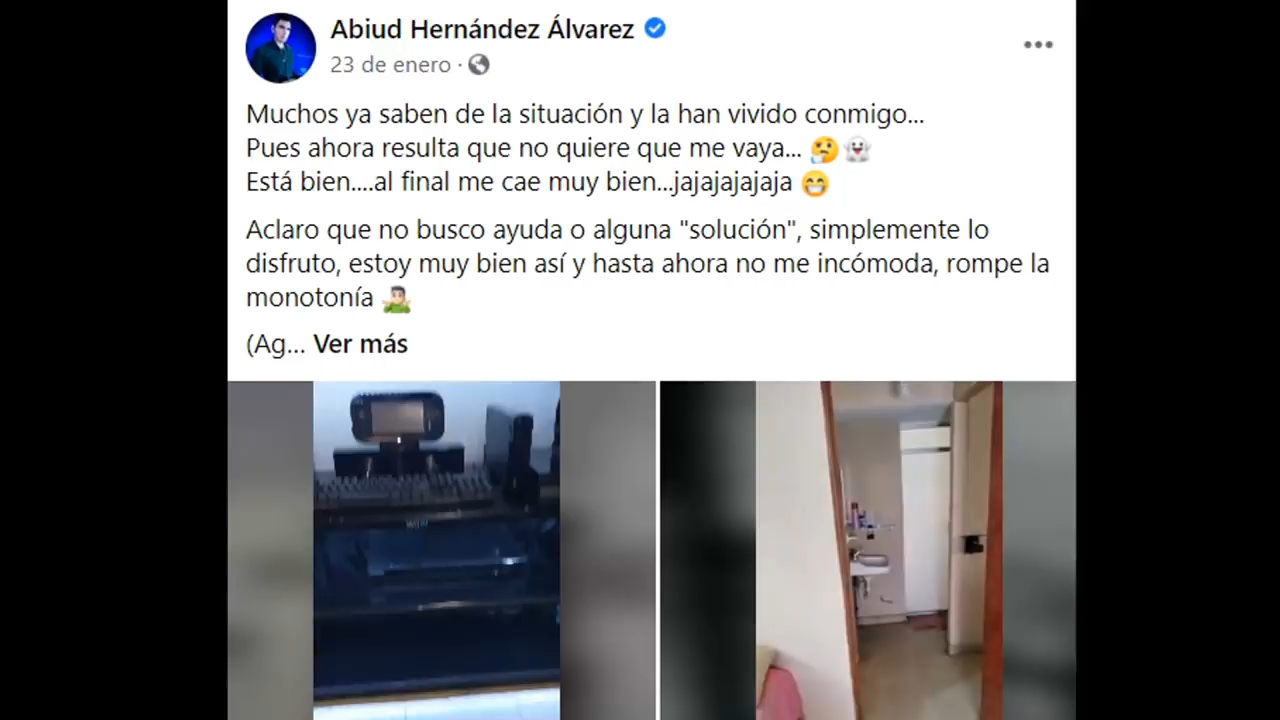 Abiud Hernández Álvarez
23 de enero ·
Muchos ya saben de la situación y la han vivido conmigo...
Pues ahora resulta que no quiere que me vaya... 🤔👻
Está bien....al final me cae muy bien...jajajajajaja 😁
Aclaro que no busco ayuda o alguna "solución", simplemente lo
disfruto, estoy muy bien así y hasta ahora no me incómoda, rompe la
monotonía 🤷🏻‍♂️
(Ag... Ver más